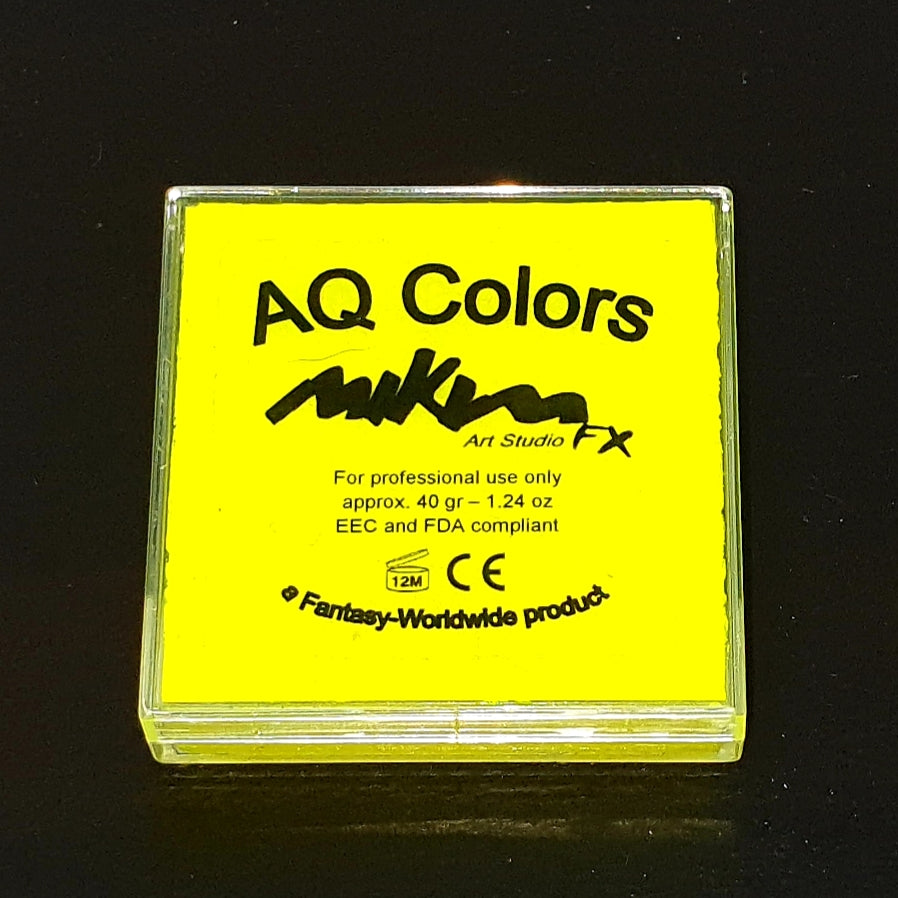 AQ Colors
mikim FX
Art Studio
For professional use only
approx. 40 gr – 1.24 oz
EEC and FDA compliant
12M CE
a Fantasy-Worldwide product